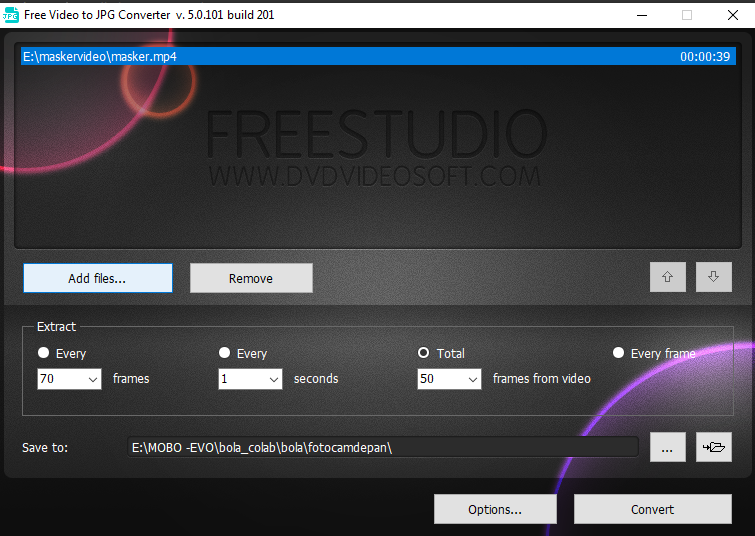 JPG
Free Video to JPG Converter v. 5.0.101 build 201
E:\maskervideo\masker.mp4 00:00:39
FREESTUDIO
WWW.DVDVIDEOSOFT.COM
Add files... Remove
Extract
Every Every Total Every frame
70 frames 1 seconds 50 frames from video
Save to: E:\MOBO -EVO\bola_colab\bola\fotocamdepan\ ...
Options... Convert